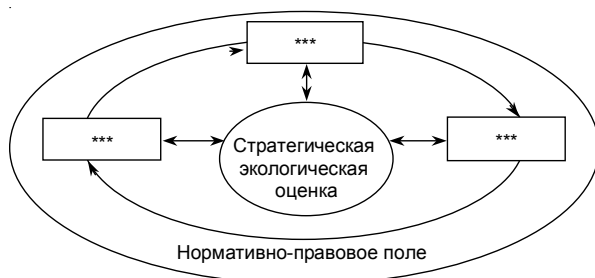 ***
***
***
Стратегическая
экологическая
оценка
Нормативно-правовое поле